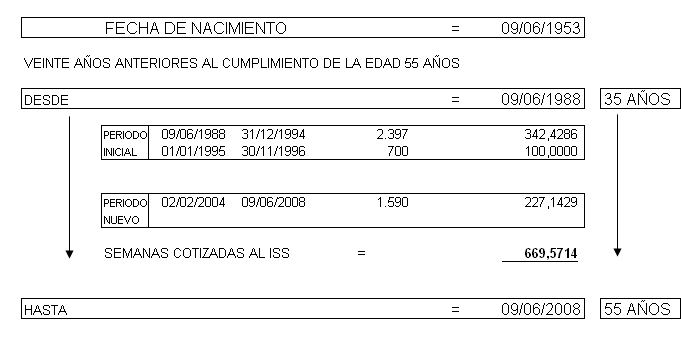 FECHA DE NACIMIENTO = 09/06/1953
VEINTE AÑOS ANTERIORES AL CUMPLIMIENTO DE LA EDAD 55 AÑOS
DESDE = 09/06/1988 35 AÑOS
PERIODO 09/06/1988 31/12/1994 2.397 342,4286
INICIAL 01/01/1995 30/11/1996 700 100,0000
PERIODO 02/02/2004 09/06/2008 1.590 227,1429
NUEVO
SEMANAS COTIZADAS AL ISS = 669,5714
HASTA = 09/06/2008 55 AÑOS